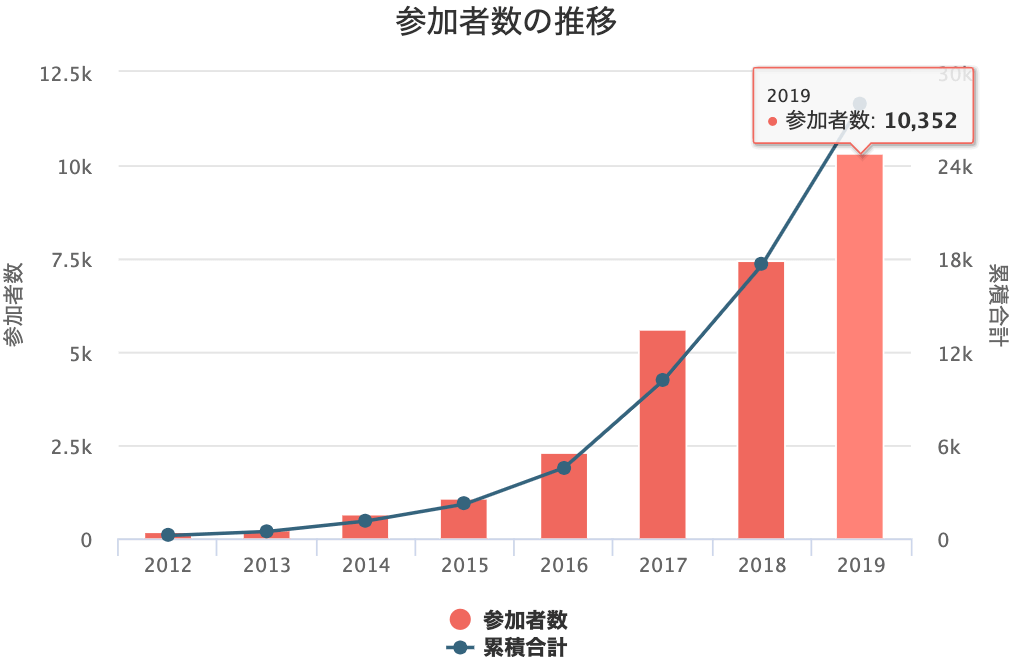 参加者数の推移
12.5k
10k
7.5k
5k
2.5k
0
参加者数
30k
24k
18k
12k
6k
0
累積合計
2019
参加者数: 10,352
2012
2013
2014
2015
2016
2017
2018
2019
参加者数
累積合計